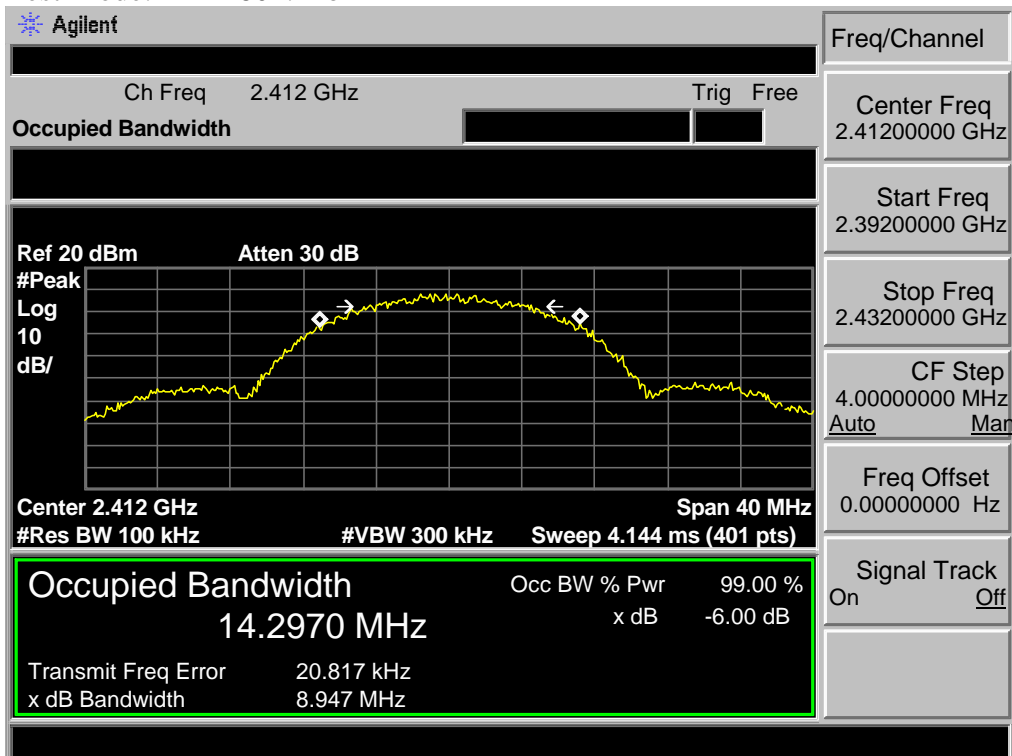 Agilent
Freq/Channel
Ch Freq 2.412 GHz Trig Free
Occupied Bandwidth
Center Freq
2.41200000 GHz
Start Freq
2.39200000 GHz
Stop Freq
2.43200000 GHz
CF Step
4.00000000 MHz
Auto Man
Freq Offset
0.00000000 Hz
Signal Track
On Off
Ref 20 dBm Atten 30 dB
#Peak
Log
10
dB/
Center 2.412 GHz Span 40 MHz
#Res BW 100 kHz #VBW 300 kHz Sweep 4.144 ms (401 pts)
Occupied Bandwidth Occ BW % Pwr 99.00 %
14.2970 MHz x dB -6.00 dB
Transmit Freq Error 20.817 kHz
x dB Bandwidth 8.947 MHz